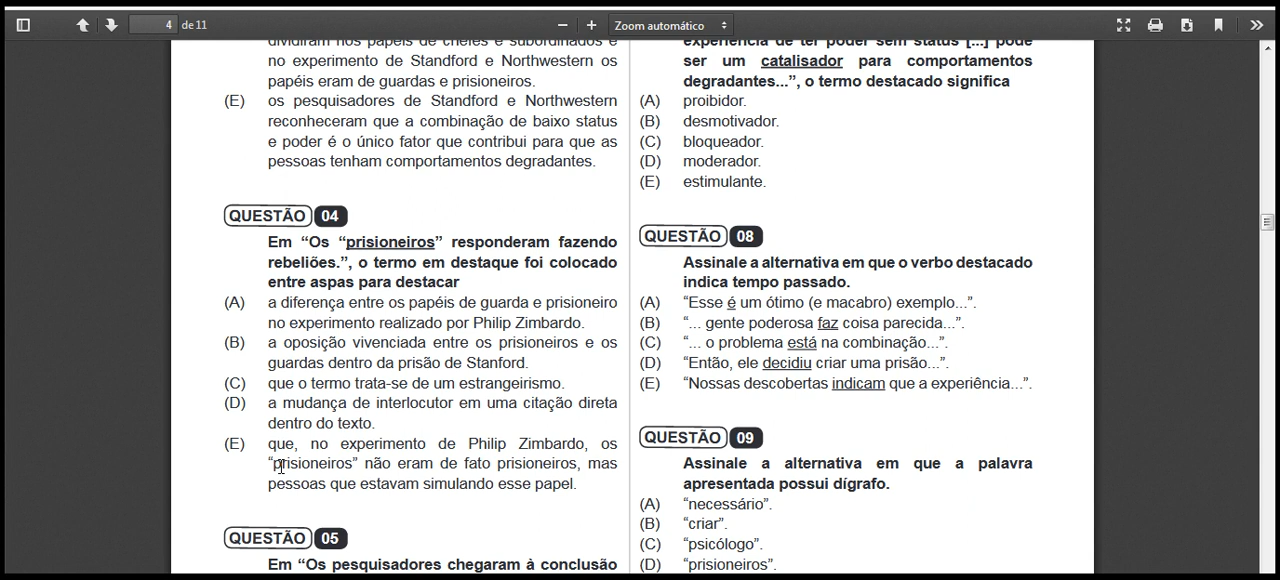 4 de 11
Zoom automático
dividiram nos papéis de chefes e subordinados e
no experimento de Standford e Northwestern os
papéis eram de guardas e prisioneiros.
(E) os pesquisadores de Standford e Northwestern
reconheceram que a combinação de baixo status
e poder é o único fator que contribui para que as
pessoas tenham comportamentos degradantes.
QUESTÃO 04
Em “Os “prisioneiros” responderam fazendo
rebeliões.”, o termo em destaque foi colocado
entre aspas para destacar
(A) a diferença entre os papéis de guarda e prisioneiro
no experimento realizado por Philip Zimbardo.
(B) a oposição vivenciada entre os prisioneiros e os
guardas dentro da prisão de Stanford.
(C) que o termo trata-se de um estrangeirismo.
(D) a mudança de interlocutor em uma citação direta
dentro do texto.
(E) que, no experimento de Philip Zimbardo, os
“prisioneiros” não eram de fato prisioneiros, mas
pessoas que estavam simulando esse papel.
QUESTÃO 05
Em “Os pesquisadores chegaram à conclusão
experiência de ter poder sem status [...] pode
ser um catalisador para comportamentos
degradantes...”, o termo destacado significa
(A) proibidor.
(B) desmotivador.
(C) bloqueador.
(D) moderador.
(E) estimulante.
QUESTÃO 08
Assinale a alternativa em que o verbo destacado
indica tempo passado.
(A) “Esse é um ótimo (e macabro) exemplo...”.
(B) “... gente poderosa faz coisa parecida...”.
(C) “... o problema está na combinação...”.
(D) “Então, ele decidiu criar uma prisão...”.
(E) “Nossas descobertas indicam que a experiência...”.
QUESTÃO 09
Assinale a alternativa em que a palavra
apresentada possui dígrafo.
(A) “necessário”.
(B) “criar”.
(C) “psicólogo”.
(D) “prisioneiros”.